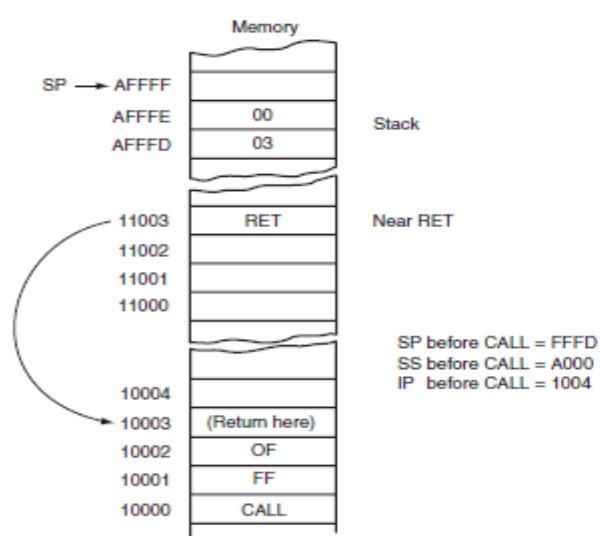 Memory
SP AFFFF
AFFFE 00
Stack
AFFFD 03
11003 RET Near RET
11002
11001
11000
SP before CALL = FFFD
SS before CALL = A000
IP before CALL = 1004
10004
10003 (Return here)
10002 OF
10001 FF
10000 CALL